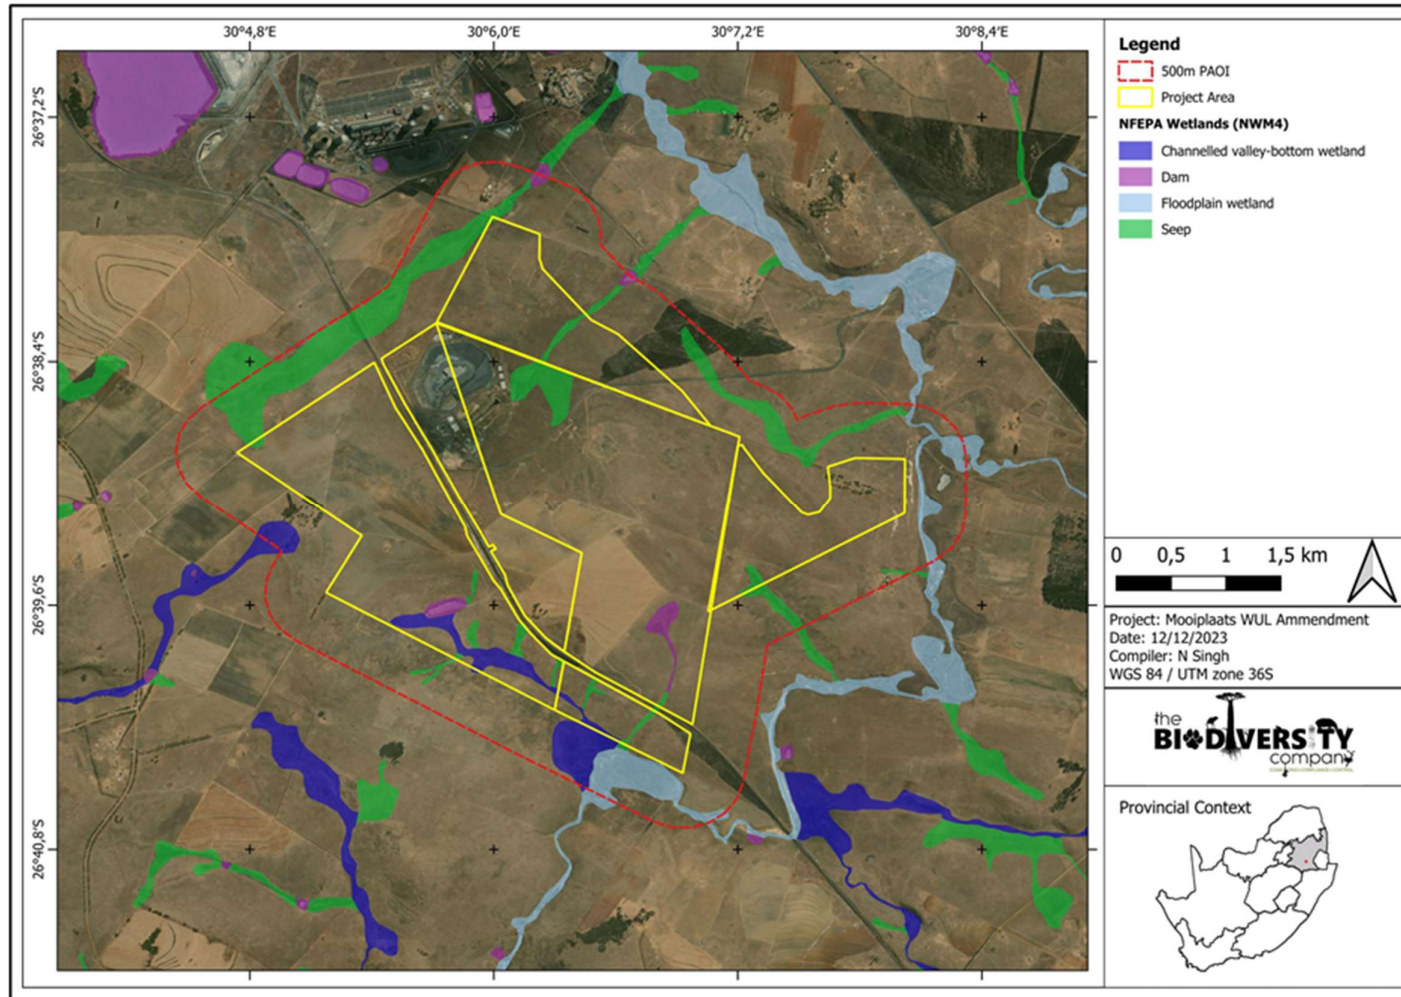 30°4,8'E 30°6,0'E 30°7,2'E 30°8,4'E
26°37,2'S
26°38,4'S
26°39,6'S
26°40,8'S
Legend
500m PAOI
Project Area
NFEPA Wetlands (NWM4)
Channelled valley-bottom wetland
Dam
Floodplain wetland
Seep
0 0,5 1 1,5 km
Project: Mooiplaats WUL Ammendment
Date: 12/12/2023
Compiler: N Singh
WGS 84 / UTM zone 36S
the
BIODIVERSITY
company
Provincial Context